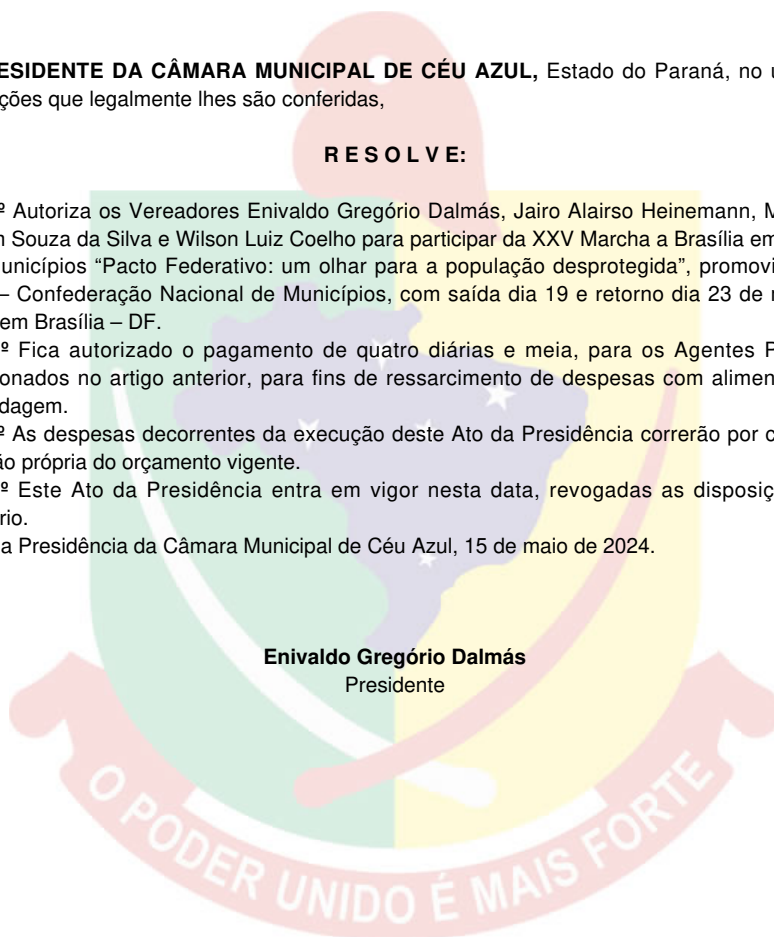 ESIDENTE DA CÂMARA MUNICIPAL DE CÉU AZUL, Estado do Paraná, no u
ções que legalmente lhes são conferidas,
R E S O L V E:
º Autoriza os Vereadores Enivaldo Gregório Dalmás, Jairo Alairso Heinemann, M
n Souza da Silva e Wilson Luiz Coelho para participar da XXV Marcha a Brasília em
unicípios “Pacto Federativo: um olhar para a população desprotegida”, promovi
– Confederação Nacional de Municípios, com saída dia 19 e retorno dia 23 de
em Brasília – DF.
º Fica autorizado o pagamento de quatro diárias e meia, para os Agentes P
onados no artigo anterior, para fins de ressarcimento de despesas com alimen
dagem.
º As despesas decorrentes da execução deste Ato da Presidência correrão por c
ão própria do orçamento vigente.
º Este Ato da Presidência entra em vigor nesta data, revogadas as disposiç
rio.
a Presidência da Câmara Municipal de Céu Azul, 15 de maio de 2024.
Enivaldo Gregório Dalmás
Presidente
O PODER UNIDO É MAIS FORTE